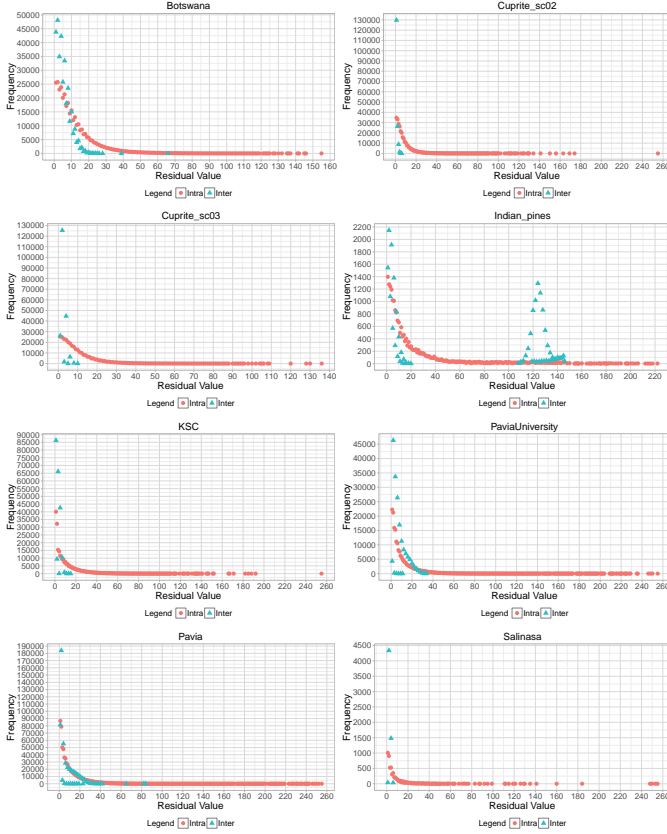 Botswana
Frequency
50000
45000
40000
35000
30000
25000
20000
15000
10000
5000
0
0 10 20 30 40 50 60 70 80 90 100 110 120 130 140 150 160
Residual Value
Legend Intra Inter
Cuprite_sc02
Frequency
130000
120000
110000
100000
90000
80000
70000
60000
50000
40000
30000
20000
10000
0
0 20 40 60 80 100 120 140 160 180 200 220 240 260
Residual Value
Legend Intra Inter
Cuprite_sc03
Frequency
130000
120000
110000
100000
90000
80000
70000
60000
50000
40000
30000
20000
10000
0
0 10 20 30 40 50 60 70 80 90 100 110 120 130 140
Residual Value
Legend Intra Inter
Indian_pines
Frequency
2200
2000
1800
1600
1400
1200
1000
800
600
400
200
0
0 20 40 60 80 100 120 140 160 180 200 220
Residual Value
Legend Intra Inter
KSC
Frequency
90000
85000
80000
75000
70000
65000
60000
55000
50000
45000
40000
35000
30000
25000
20000
15000
10000
5000
0
0 20 40 60 80 100 120 140 160 180 200 220 240 260
Residual Value
Legend Intra Inter
PaviaUniversity
Frequency
45000
40000
35000
30000
25000
20000
15000
10000
5000
0
0 20 40 60 80 100 120 140 160 180 200 220 240 260
Residual Value
Legend Intra Inter
Pavia
Frequency
190000
180000
170000
160000
150000
140000
130000
120000
110000
100000
90000
80000
70000
60000
50000
40000
30000
20000
10000
0
0 20 40 60 80 100 120 140 160 180 200 220 240 260
Residual Value
Legend Intra Inter
Salinasa
Frequency
4500
4000
3500
3000
2500
2000
1500
1000
500
0
0 20 40 60 80 100 120 140 160 180 200 220 240 260
Residual Value
Legend Intra Inter